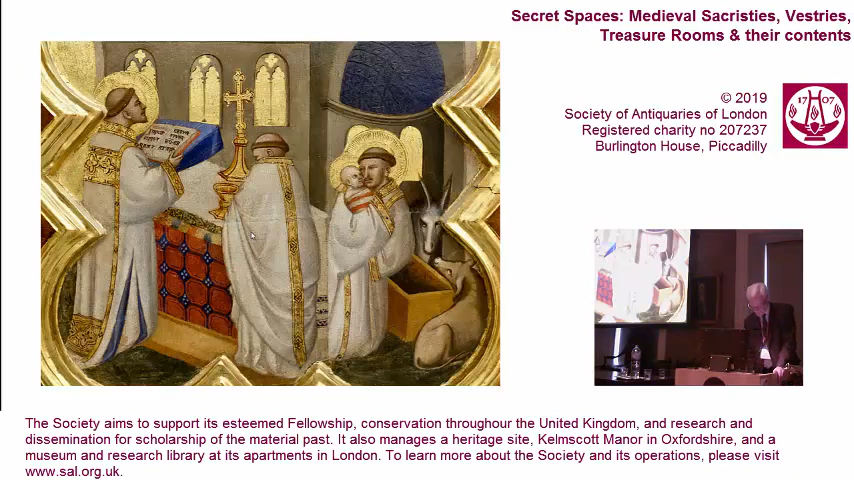 Secret Spaces: Medieval Sacristies, Vestries,
Treasure Rooms & their contents
© 2019
Society of Antiquaries of London
Registered charity no 207237
Burlington House, Piccadilly
17 07
The Society aims to support its esteemed Fellowship, conservation throughour the United Kingdom, and research and
dissemination for scholarship of the material past. It also manages a heritage site, Kelmscott Manor in Oxfordshire, and a
museum and research library at its apartments in London. To learn more about the Society and its operations, please visit
www.sal.org.uk.